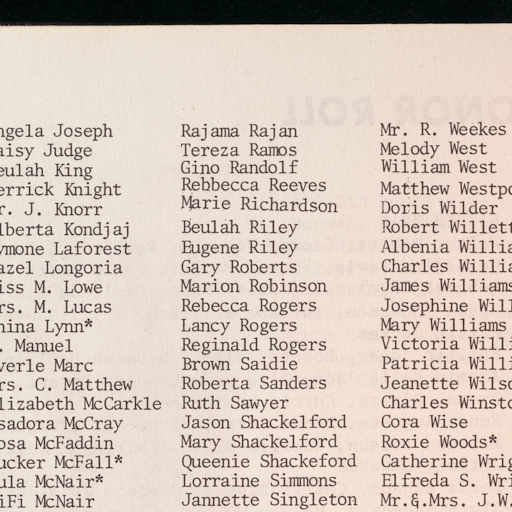 ngela Joseph
aisy Judge
eulah King
errick Knight
r. J. Knorr
lberta Kondjaj
ymone Laforest
azel Longoria
iss M. Lowe
rs. M. Lucas
hina Lynn*
. Manuel
verle Marc
rs. C. Matthew
lizabeth McCarkle
sadora McCray
osa McFaddin
ucker McFall*
ula McNair*
iFi McNair
Rajama Rajan
Tereza Ramos
Gino Randolf
Rebbecca Reeves
Marie Richardson
Beulah Riley
Eugene Riley
Gary Roberts
Marion Robinson
Rebecca Rogers
Lancy Rogers
Reginald Rogers
Brown Saidie
Roberta Sanders
Ruth Sawyer
Jason Shackelford
Mary Shackelford
Queenie Shackeford
Lorraine Simmons
Jannette Singleton
Mr. R. Weekes
Melody West
William West
Matthew Westpo
Doris Wilder
Robert Willett
Albenia Willia
Charles Willia
James Williams
Josephine Will
Mary Williams
Victoria Willi
Patricia Willi
Jeanette Wilso
Charles Winsto
Cora Wise
Roxie Woods*
Catherine Wrig
Elfreda S. Wri
Mr.&.Mrs. J.W.